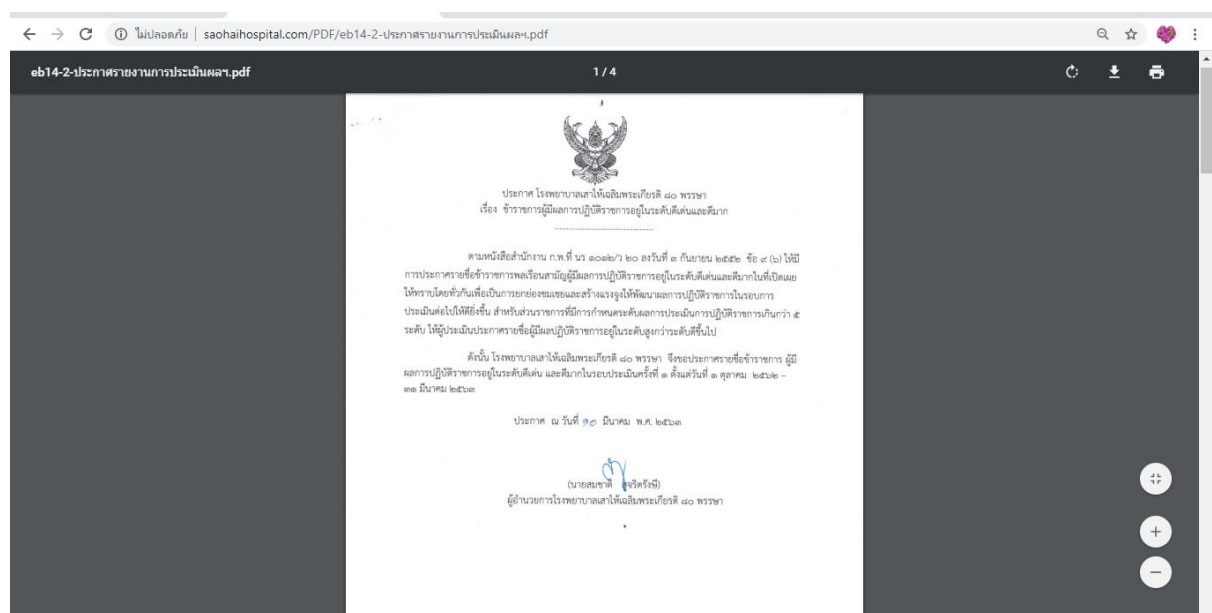 ไม่ปลอดภัย | saohaihospital.com/PDF/eb14-2-ประกาศรายงานการประเมินผลฯ.pdf
eb14-2-ประกาศรายงานการประเมินผลฯ.pdf 1 / 4
ประกาศ โรงพยาบาลเสาไห้เฉลิมพระเกียรติ ๘๐ พรรษา
เรื่อง ข้าราชการผู้มีผลการปฏิบัติราชการอยู่ในระดับดีเด่นและดีมาก
ตามหนังสือสำนักงาน ก.พ.ที่ นร ๑๐๑๒/ว ๒๐ ลงวันที่ ๓ กันยายน ๒๕๕๒ ข้อ ๙ (๖) ให้มี
การประกาศรายชื่อข้าราชการพลเรือนสามัญผู้มีผลการปฏิบัติราชการอยู่ในระดับดีเด่นและดีมากในที่เปิดเผย
ให้ทราบโดยทั่วกันเพื่อเป็นการยกย่องชมเชยและสร้างแรงจูงให้พัฒนาผลการปฏิบัติราชการในรอบการ
ประเมินต่อไปให้ดียิ่งขึ้น สำหรับส่วนราชการที่มีการกำหนดระดับผลการประเมินการปฏิบัติราชการเกินกว่า ๕
ระดับ ให้ผู้ประเมินประกาศรายชื่อผู้มีผลปฏิบัติราชการอยู่ในระดับสูงกว่าระดับดีขึ้นไป
ดังนั้น โรงพยาบาลเสาไห้เฉลิมพระเกียรติ ๘๐ พรรษา จึงขอประกาศรายชื่อข้าราชการ ผู้มี
ผลการปฏิบัติราชการอยู่ในระดับดีเด่น และดีมากในรอบประเมินครั้งที่ ๑ ตั้งแต่วันที่ ๑ ตุลาคม ๒๕๖๒ –
๓๑ มีนาคม ๒๕๖๓
ประกาศ ณ วันที่ ๑๐ มีนาคม พ.ศ. ๒๕๖๓
(นายสมชาติ สุจริตรังษี)
ผู้อำนวยการโรงพยาบาลเสาไห้เฉลิมพระเกียรติ ๘๐ พรรษา